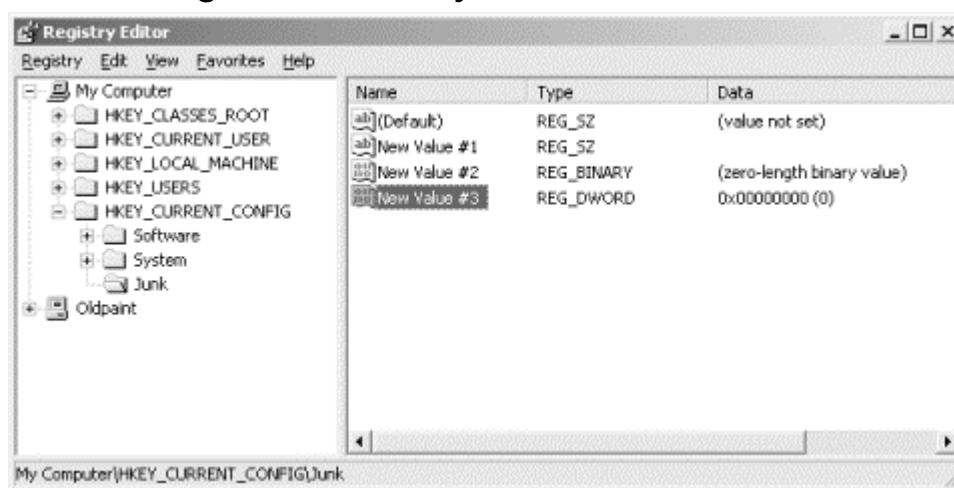 Registry Editor
Registry Edit View Favorites Help
My Computer
HKEY_CLASSES_ROOT
HKEY_CURRENT_USER
HKEY_LOCAL_MACHINE
HKEY_USERS
HKEY_CURRENT_CONFIG
Software
System
Junk
Oldpaint
Name Type Data
(Default) REG_SZ (value not set)
New Value #1 REG_SZ
New Value #2 REG_BINARY (zero-length binary value)
New Value #3 REG_DWORD 0x00000000 (0)
My Computer\HKEY_CURRENT_CONFIG\Junk